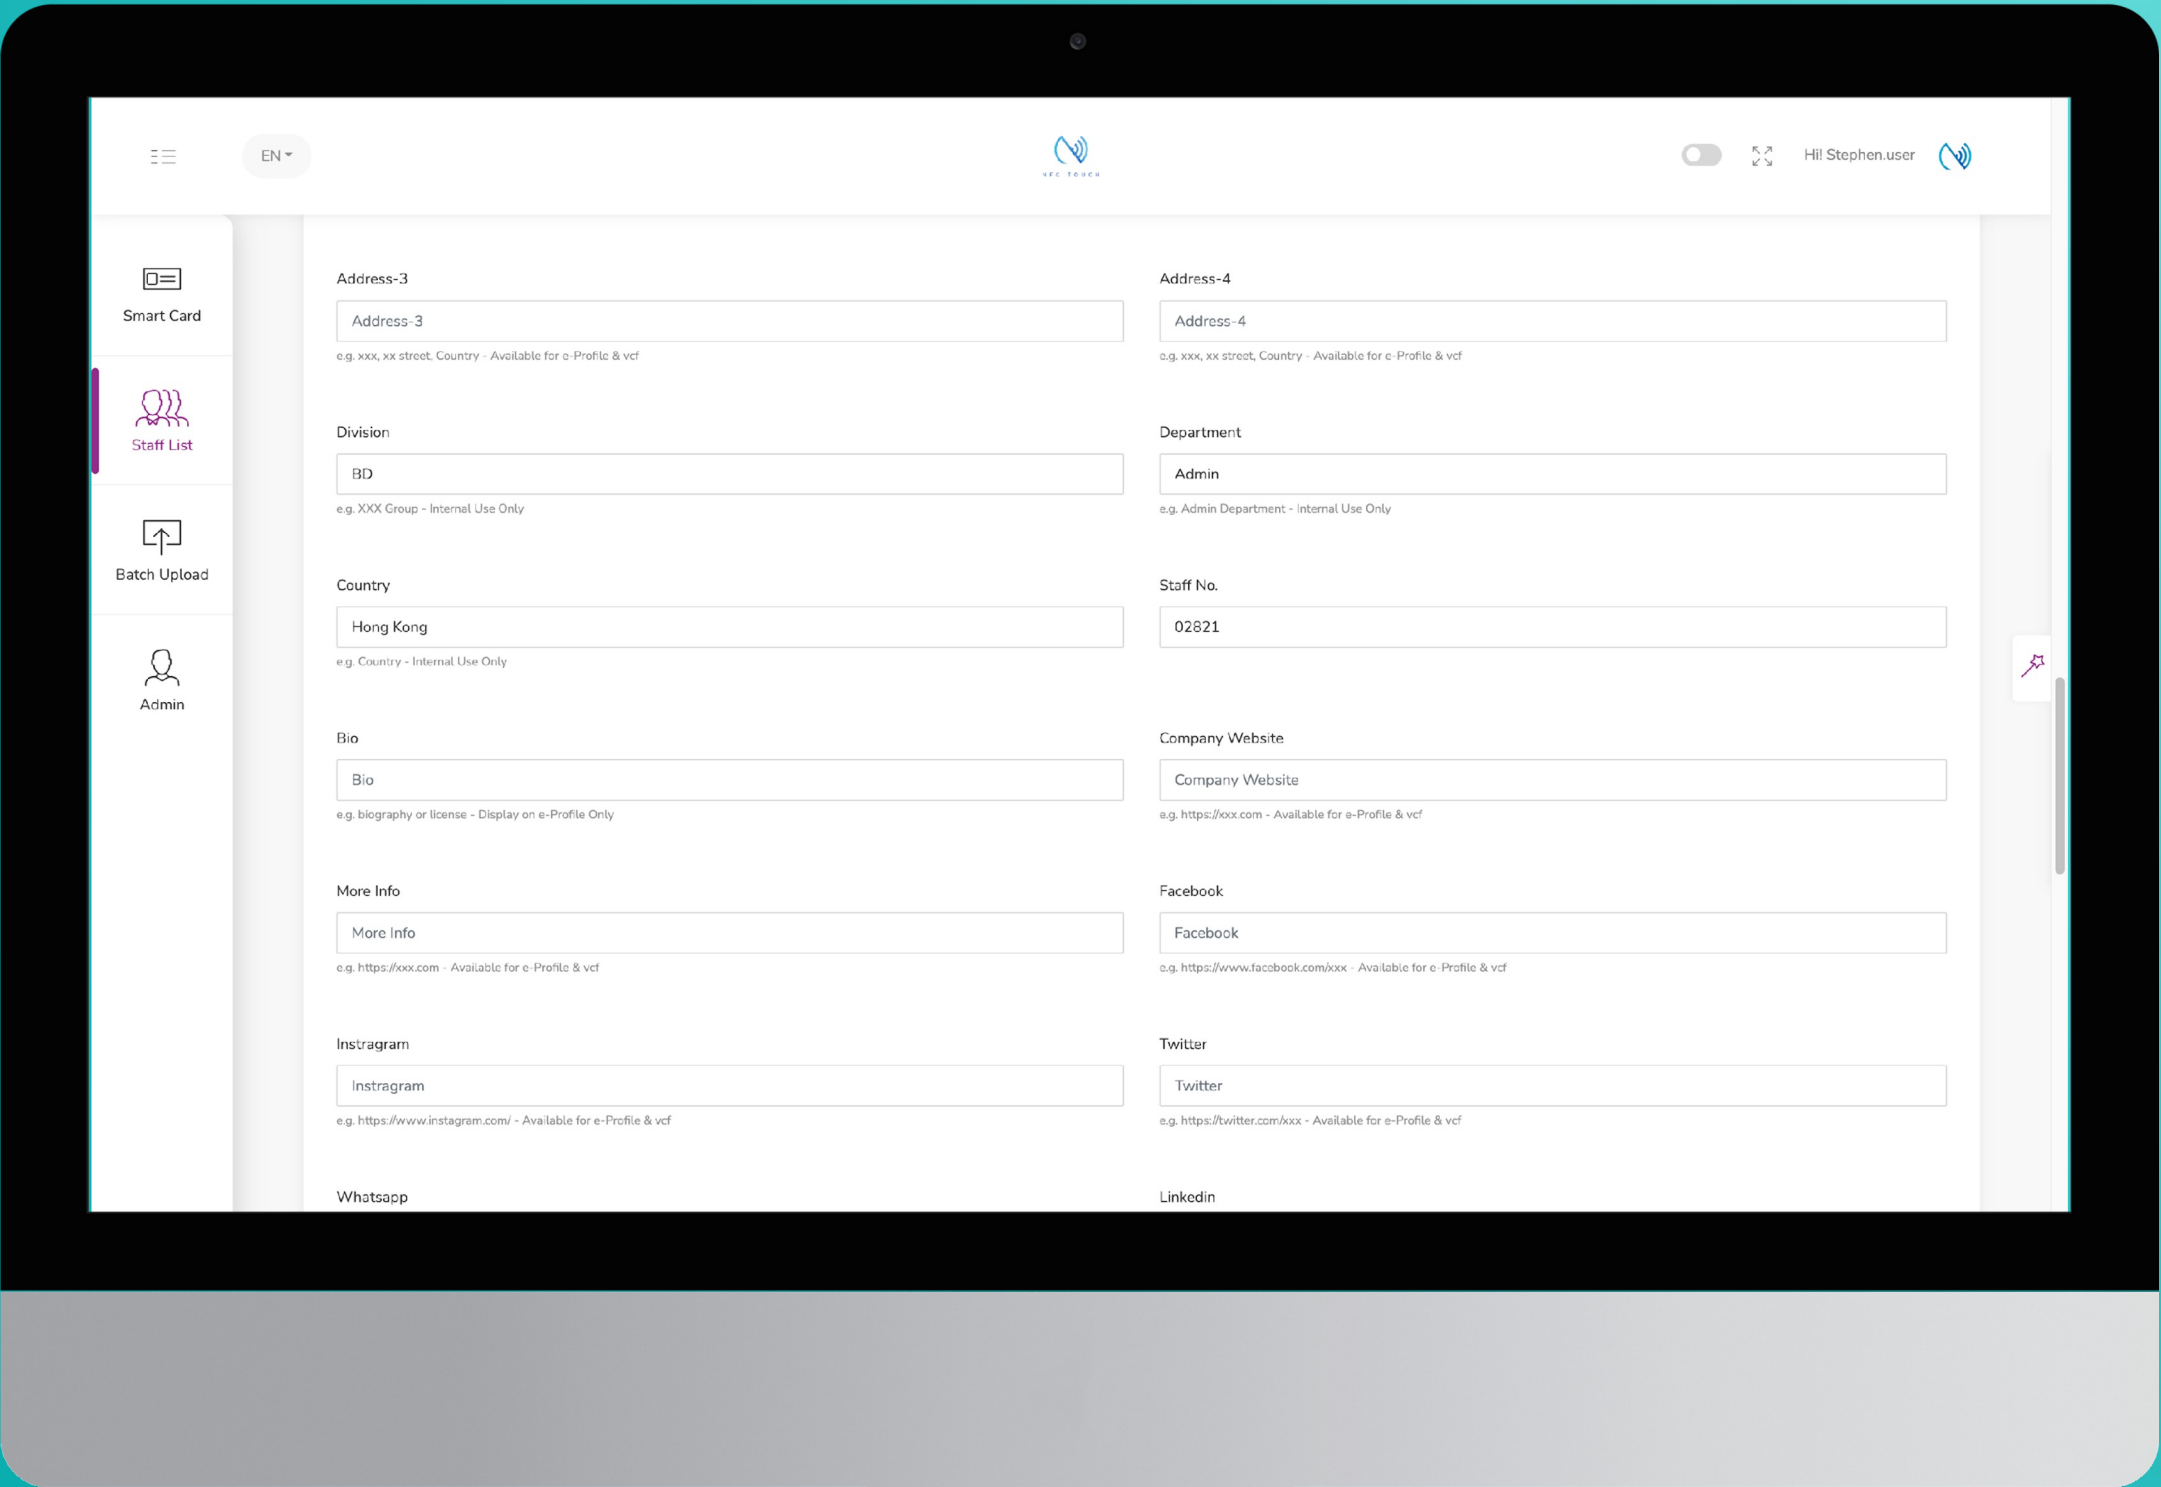 EN
NFC TOUCH
Hi! Stephen.user
Smart Card
Staff List
Batch Upload
Admin
Address-3
Address-4
Address-3
Address-4
e.g. xxx, xx street, Country - Available for e-Profile & vcf
e.g. xxx, xx street, Country - Available for e-Profile & vcf
Division
Department
BD
Admin
e.g. XXX Group - Internal Use Only
e.g. Admin Department - Internal Use Only
Country
Staff No.
Hong Kong
02821
e.g. Country - Internal Use Only
Bio
Company Website
Bio
Company Website
e.g. biography or license - Display on e-Profile Only
e.g. https://xxx.com - Available for e-Profile & vcf
More Info
Facebook
More Info
Facebook
e.g. https://xxx.com - Available for e-Profile & vcf
e.g. https://www.facebook.com/xxx - Available for e-Profile & vcf
Instragram
Twitter
Instragram
Twitter
e.g. https://www.instagram.com/ - Available for e-Profile & vcf
e.g. https://twitter.com/xxx - Available for e-Profile & vcf
Whatsapp
Linkedin